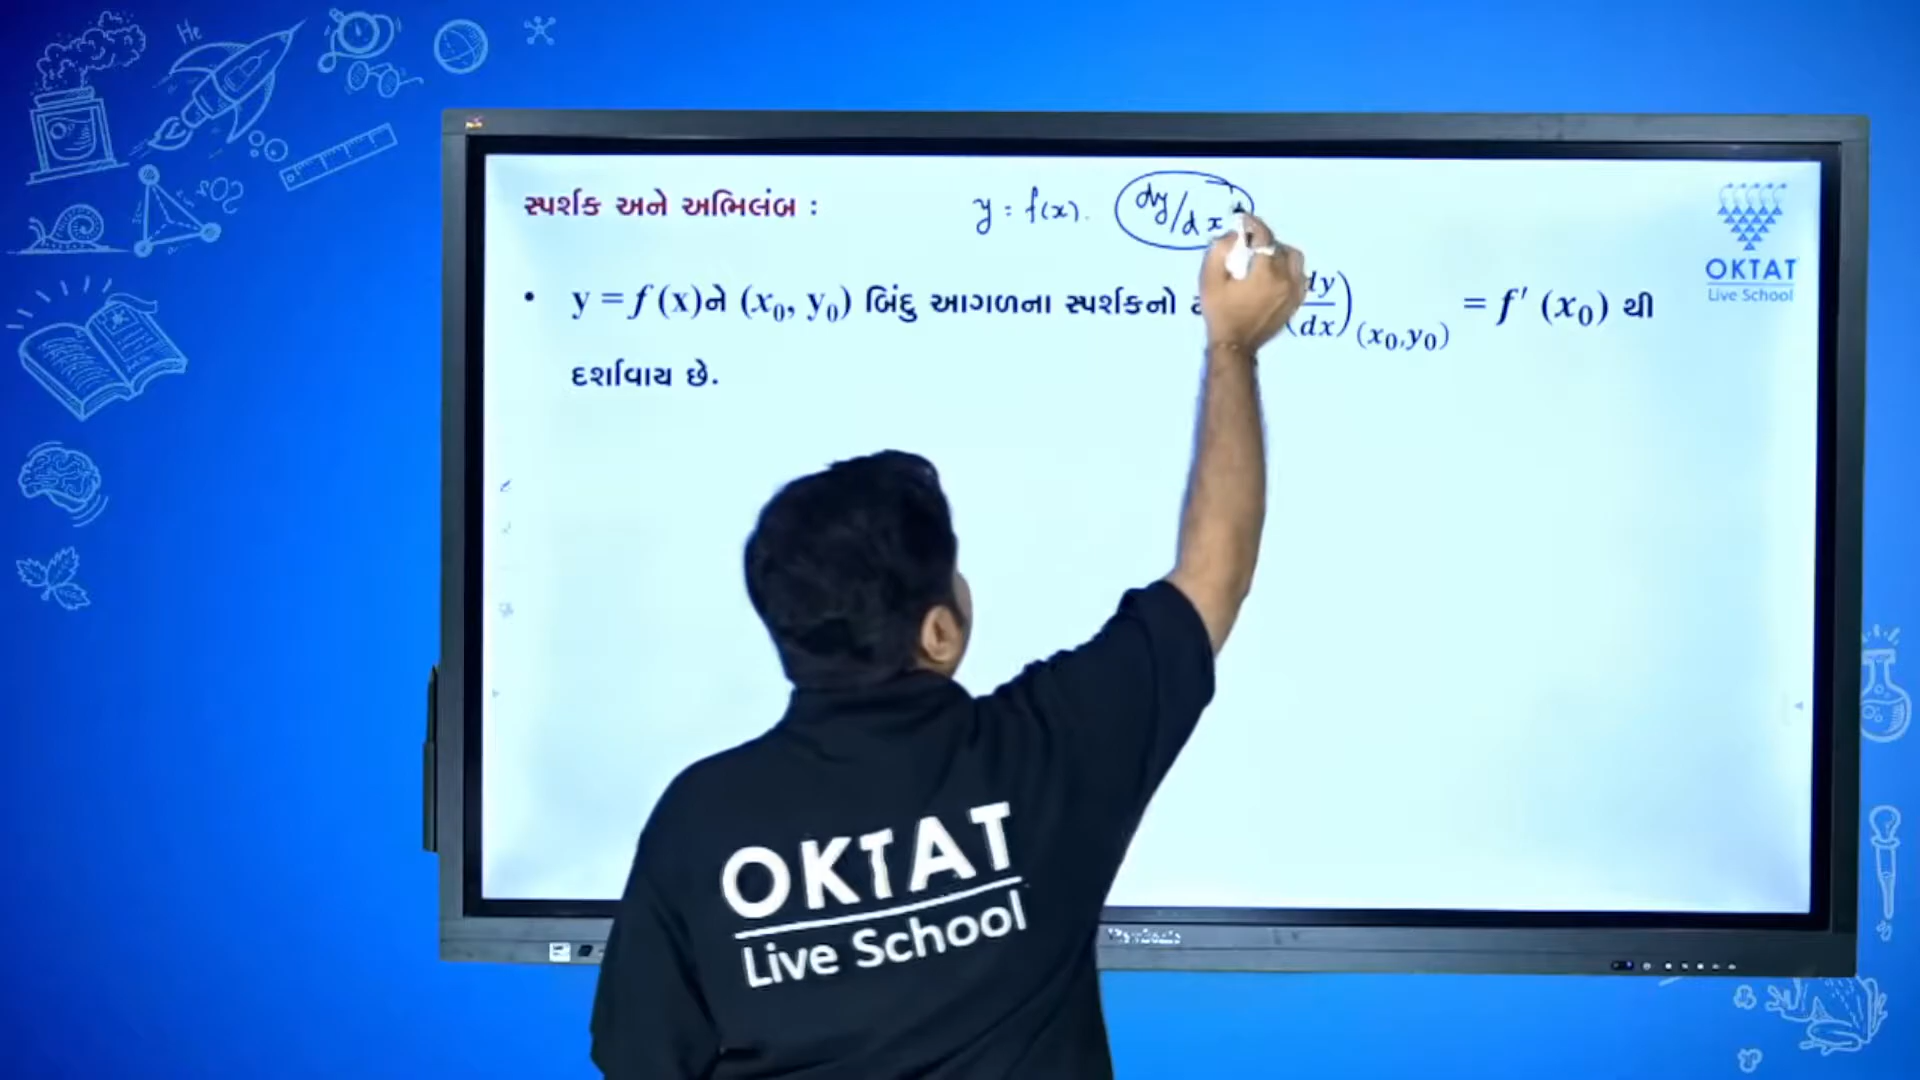 He
સ્પર્શક અને અભિલંબ :
y = f(x).
dy/dx
OKTAT
Live School
• y = f (x)ને (x₀, y₀) બિંદુ આગળના સ્પર્શકનો dy/dx)(x₀,y₀) = f′ (x₀) થી
દર્શાવાય છે.
OKTAT
Live School